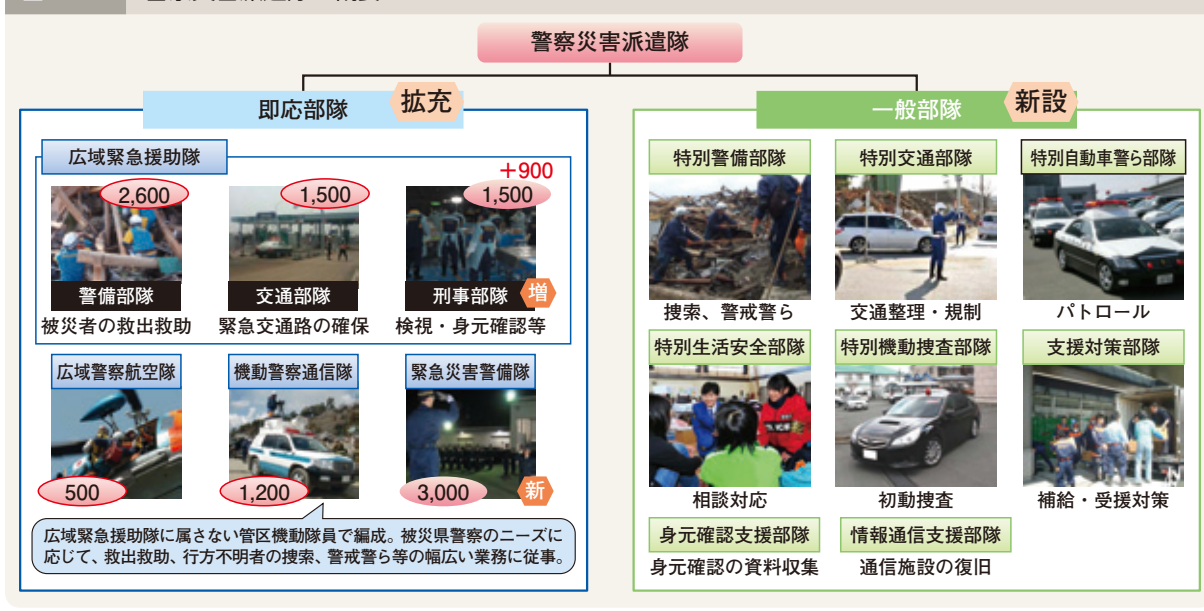 警察災害派遣隊
即応部隊
拡充
広域緊急援助隊
2,600
警備部隊
被災者の救出救助
1,500
交通部隊
緊急交通路の確保
+900
1,500
刑事部隊
増
検視・身元確認等
広域警察航空隊
500
機動警察通信隊
1,200
緊急災害警備隊
3,000
新
広域緊急援助隊に属さない管区機動隊員で編成。被災県警察のニーズに
応じて、救出救助、行方不明者の捜索、警戒警ら等の幅広い業務に従事。
一般部隊
新設
特別警備部隊
捜索、警戒警ら
特別交通部隊
交通整理・規制
特別自動車警ら部隊
パトロール
特別生活安全部隊
相談対応
特別機動捜査部隊
初動捜査
支援対策部隊
補給・受援対策
身元確認支援部隊
身元確認の資料収集
情報通信支援部隊
通信施設の復旧